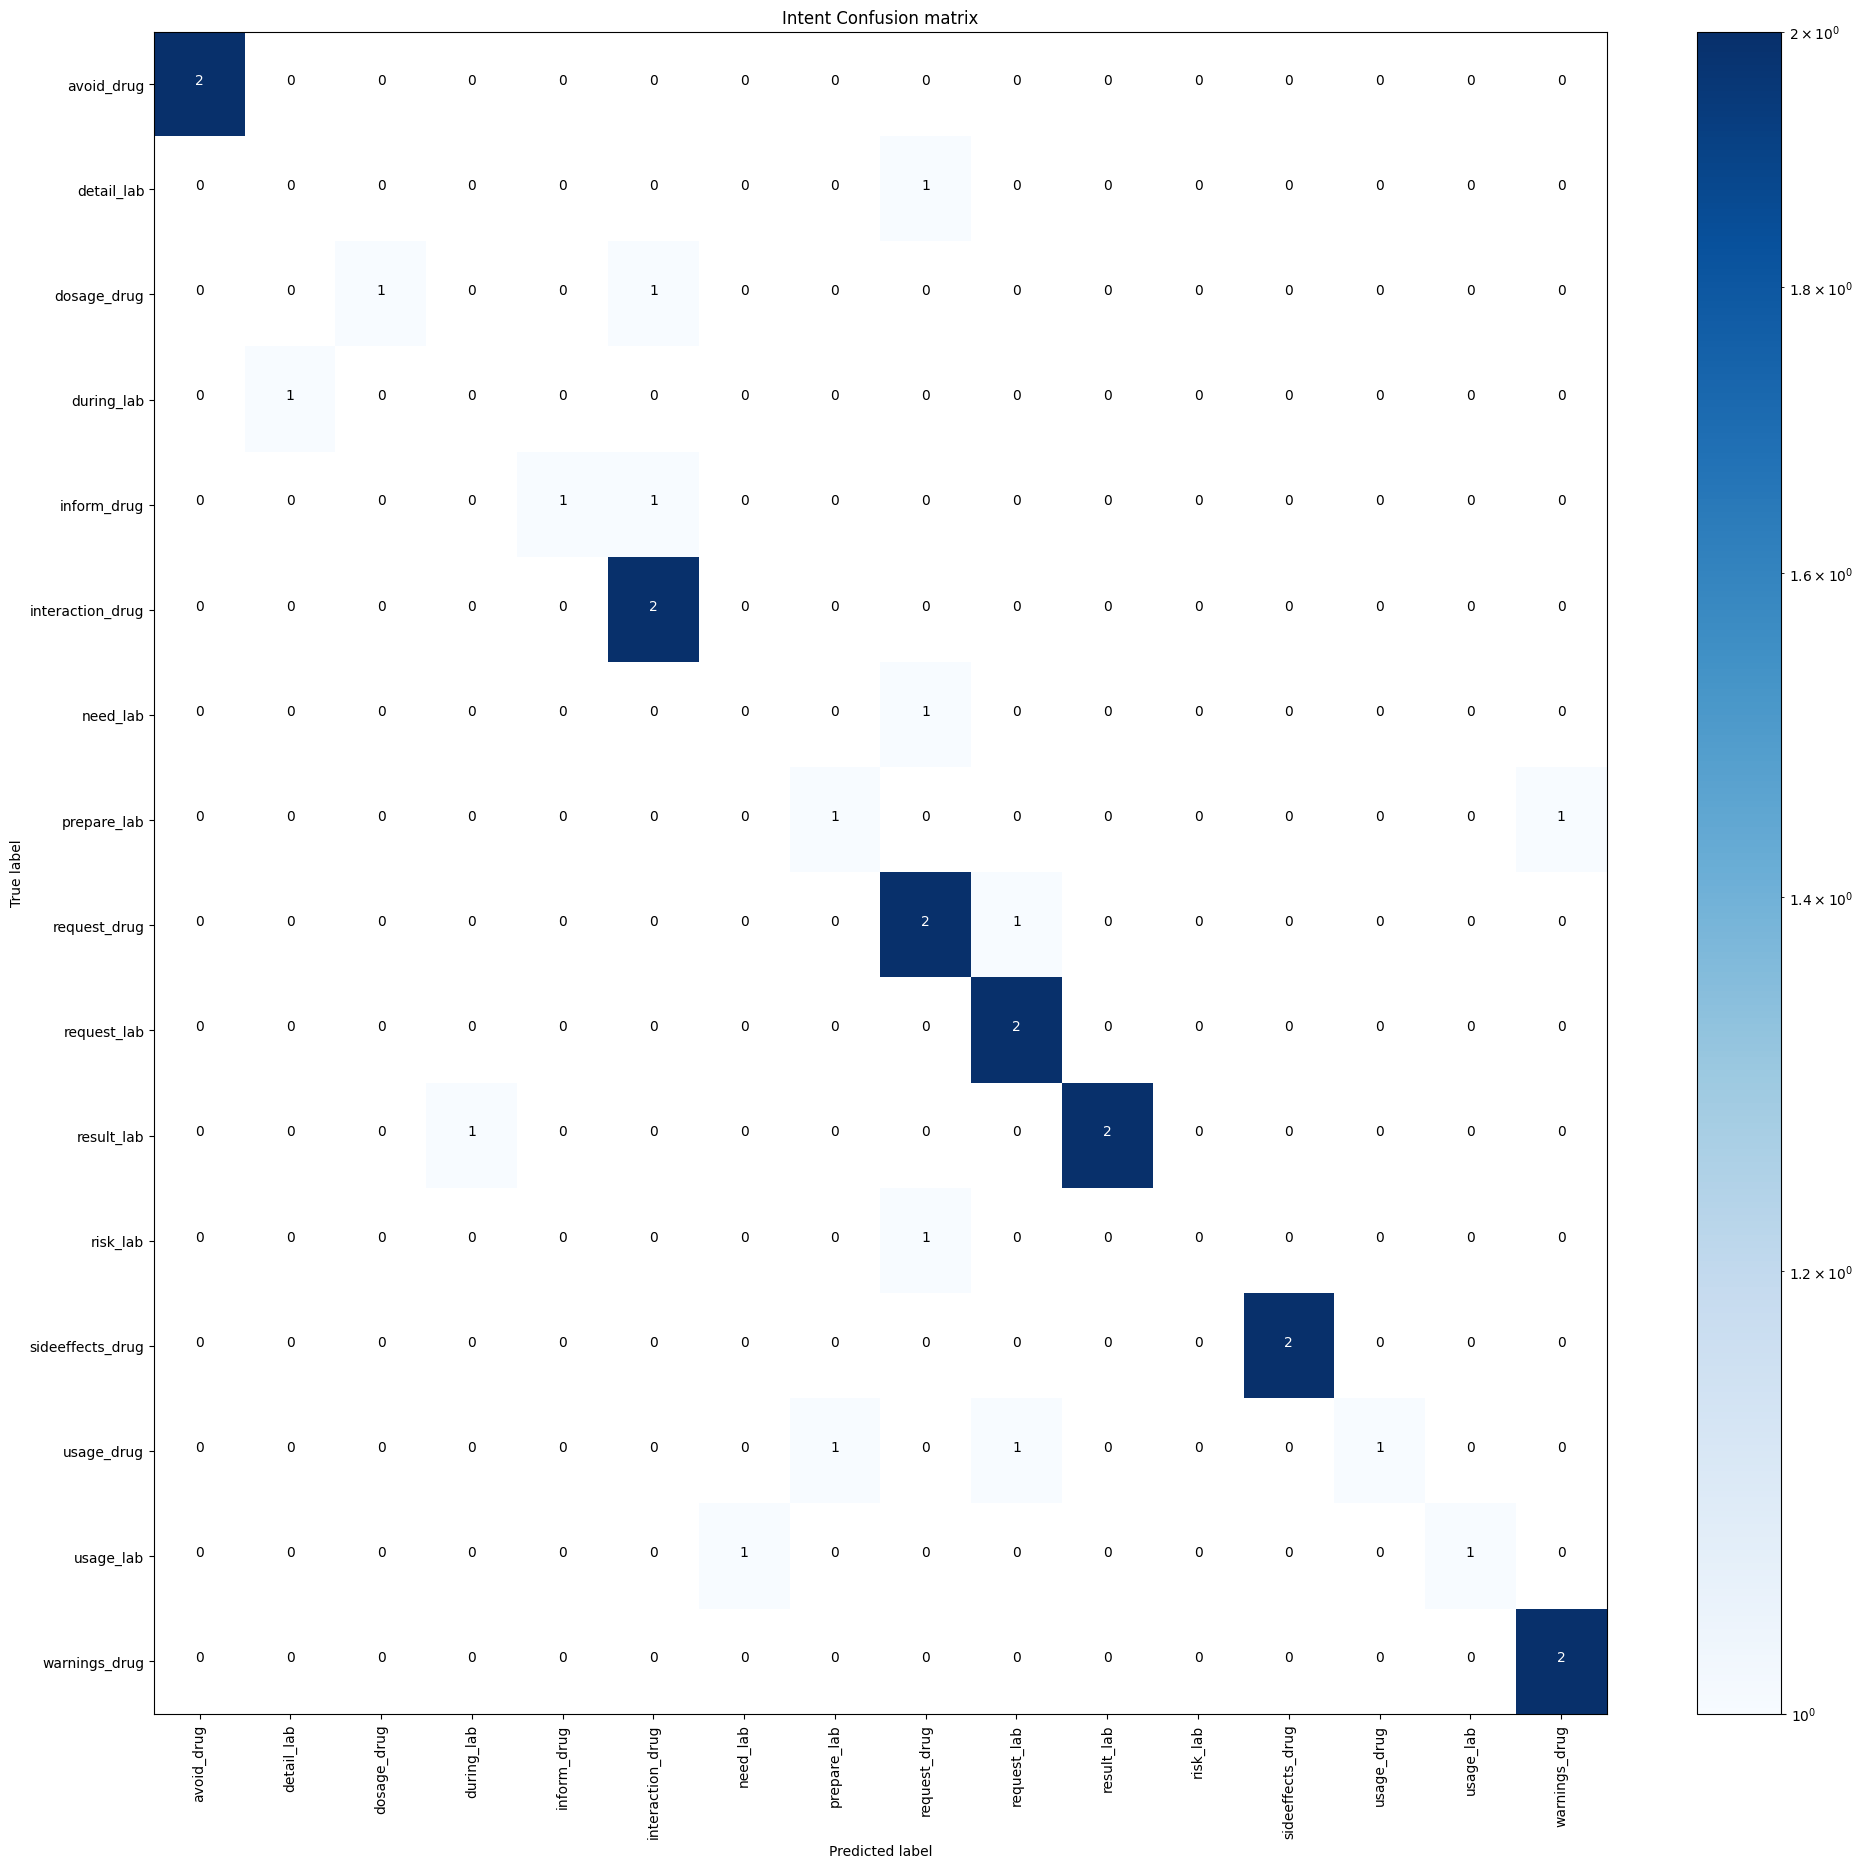 Intent Confusion matrix
avoid_drug 2 0 0 0 0 0 0 0 0 0 0 0 0 0 0 0
detail_lab 0 0 0 0 0 0 0 0 1 0 0 0 0 0 0 0
dosage_drug 0 0 1 0 0 1 0 0 0 0 0 0 0 0 0 0
during_lab 0 1 0 0 0 0 0 0 0 0 0 0 0 0 0 0
inform_drug 0 0 0 0 1 1 0 0 0 0 0 0 0 0 0 0
interaction_drug 0 0 0 0 0 2 0 0 0 0 0 0 0 0 0 0
need_lab 0 0 0 0 0 0 0 0 1 0 0 0 0 0 0 0
prepare_lab 0 0 0 0 0 0 0 1 0 0 0 0 0 0 0 1
request_drug 0 0 0 0 0 0 0 0 2 1 0 0 0 0 0 0
request_lab 0 0 0 0 0 0 0 0 0 2 0 0 0 0 0 0
result_lab 0 0 0 1 0 0 0 0 0 0 2 0 0 0 0 0
risk_lab 0 0 0 0 0 0 0 0 1 0 0 0 0 0 0 0
sideeffects_drug 0 0 0 0 0 0 0 0 0 0 0 0 2 0 0 0
usage_drug 0 0 0 0 0 0 0 1 0 1 0 0 0 1 0 0
usage_lab 0 0 0 0 0 0 1 0 0 0 0 0 0 0 1 0
warnings_drug 0 0 0 0 0 0 0 0 0 0 0 0 0 0 0 2
True label
avoid_drug
detail_lab
dosage_drug
during_lab
inform_drug
interaction_drug
need_lab
prepare_lab
request_drug
request_lab
result_lab
risk_lab
sideeffects_drug
usage_drug
usage_lab
warnings_drug
Predicted label
2 × 10⁰
1.8 × 10⁰
1.6 × 10⁰
1.4 × 10⁰
1.2 × 10⁰
10⁰